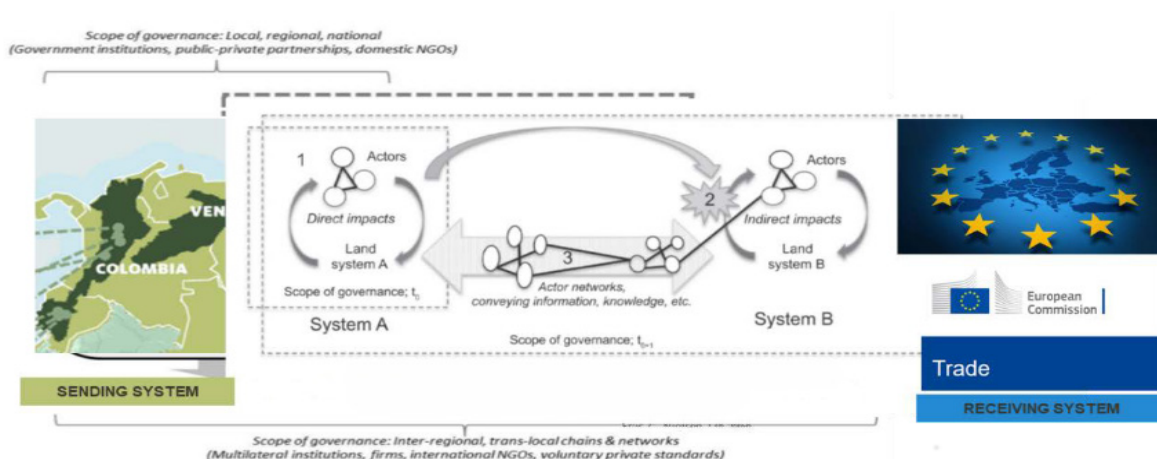 Scope of governance: Local, regional, national
(Government institutions, public-private partnerships, domestic NGOs)
VEN
COLOMBIA
SENDING SYSTEM
1
Actors
Direct impacts
Land
system A
Scope of governance; t0
System A
2
3
Actor networks,
conveying information, knowledge, etc.
Actors
Indirect impacts
Land
system B
System B
Scope of governance; t0+1
European
Commission
Trade
RECEIVING SYSTEM
Scope of governance: Inter-regional, trans-local chains & networks
(Multilateral institutions, firms, international NGOs, voluntary private standards)